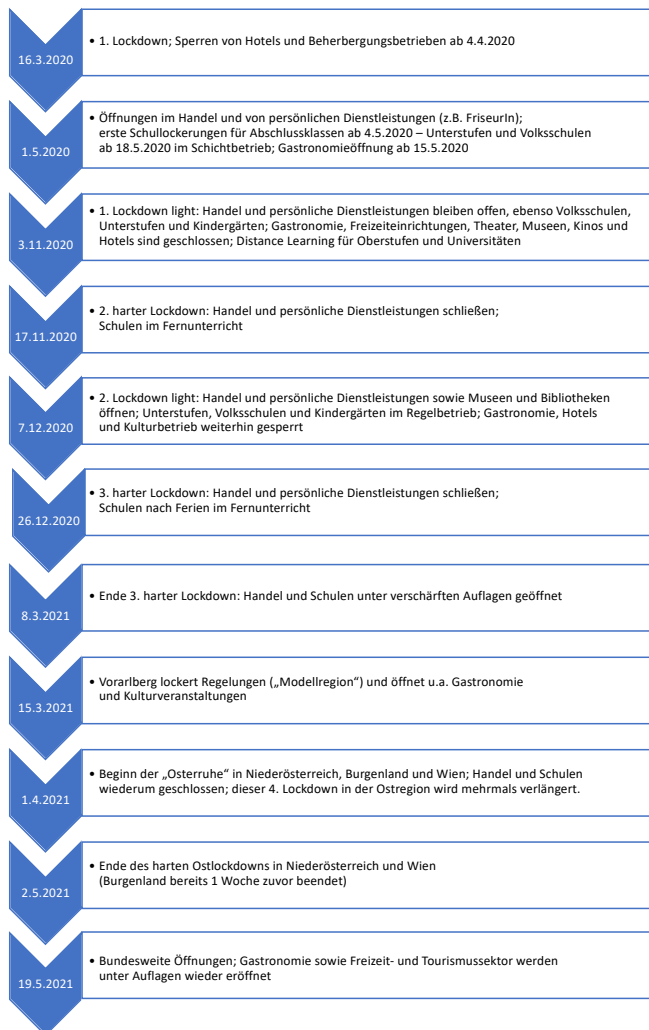 16.3.2020
• 1. Lockdown; Sperren von Hotels und Beherbergungsbetrieben ab 4.4.2020
1.5.2020
• Öffnungen im Handel und von persönlichen Dienstleistungen (z.B. FriseurIn);
erste Schullockerungen für Abschlussklassen ab 4.5.2020 – Unterstufen und Volksschulen
ab 18.5.2020 im Schichtbetrieb; Gastronomieöffnung ab 15.5.2020
3.11.2020
• 1. Lockdown light: Handel und persönliche Dienstleistungen bleiben offen, ebenso Volksschulen,
Unterstufen und Kindergärten; Gastronomie, Freizeiteinrichtungen, Theater, Museen, Kinos und
Hotels sind geschlossen; Distance Learning für Oberstufen und Universitäten
17.11.2020
• 2. harter Lockdown: Handel und persönliche Dienstleistungen schließen;
Schulen im Fernunterricht
7.12.2020
• 2. Lockdown light: Handel und persönliche Dienstleistungen sowie Museen und Bibliotheken
öffnen; Unterstufen, Volksschulen und Kindergärten im Regelbetrieb; Gastronomie, Hotels
und Kulturbetrieb weiterhin gesperrt
26.12.2020
• 3. harter Lockdown: Handel und persönliche Dienstleistungen schließen;
Schulen nach Ferien im Fernunterricht
8.3.2021
• Ende 3. harter Lockdown: Handel und Schulen unter verschärften Auflagen geöffnet
15.3.2021
• Vorarlberg lockert Regelungen („Modellregion“) und öffnet u.a. Gastronomie
und Kulturveranstaltungen
1.4.2021
• Beginn der „Osterruhe“ in Niederösterreich, Burgenland und Wien; Handel und Schulen
wiederum geschlossen; dieser 4. Lockdown in der Ostregion wird mehrmals verlängert.
2.5.2021
• Ende des harten Ostlockdowns in Niederösterreich und Wien
(Burgenland bereits 1 Woche zuvor beendet)
19.5.2021
• Bundesweite Öffnungen; Gastronomie sowie Freizeit- und Tourismussektor werden
unter Auflagen wieder eröffnet